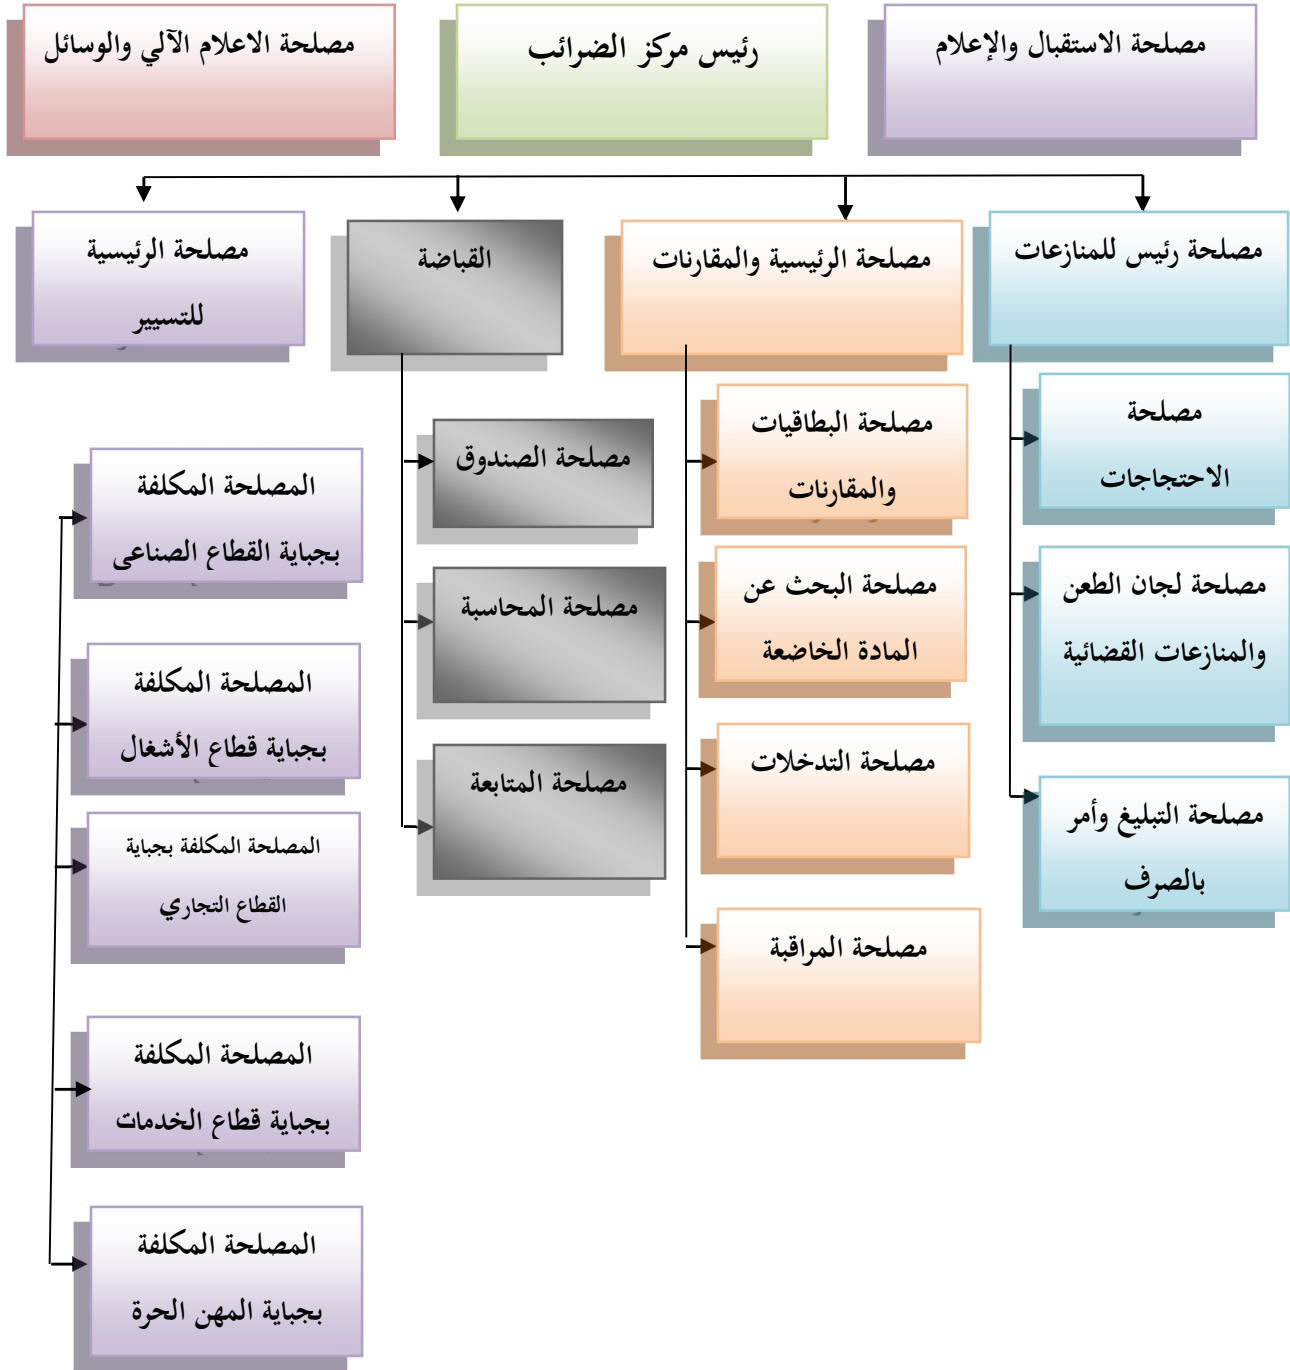 مصلحة الاستقبال والإعلام
رئيس مركز الضرائب
مصلحة الاعلام الآلي والوسائل
مصلحة رئيس للمنازعات
مصلحة
الاحتجاجات
مصلحة لجان الطعن
والمنازعات القضائية
مصلحة التبليغ وأمر
بالصرف
مصلحة الرئيسية والمقارنات
مصلحة البطاقيات
والمقارنات
مصلحة البحث عن
المادة الخاضعة
مصلحة التدخلات
مصلحة المراقبة
القباضة
مصلحة الصندوق
مصلحة المحاسبة
مصلحة المتابعة
مصلحة الرئيسية
للتسيير
المصلحة المكلفة
بجباية القطاع الصناعي
المصلحة المكلفة
بجباية قطاع الأشغال
المصلحة المكلفة بجباية
القطاع التجاري
المصلحة المكلفة
بجباية قطاع الخدمات
المصلحة المكلفة
بجباية المهن الحرة